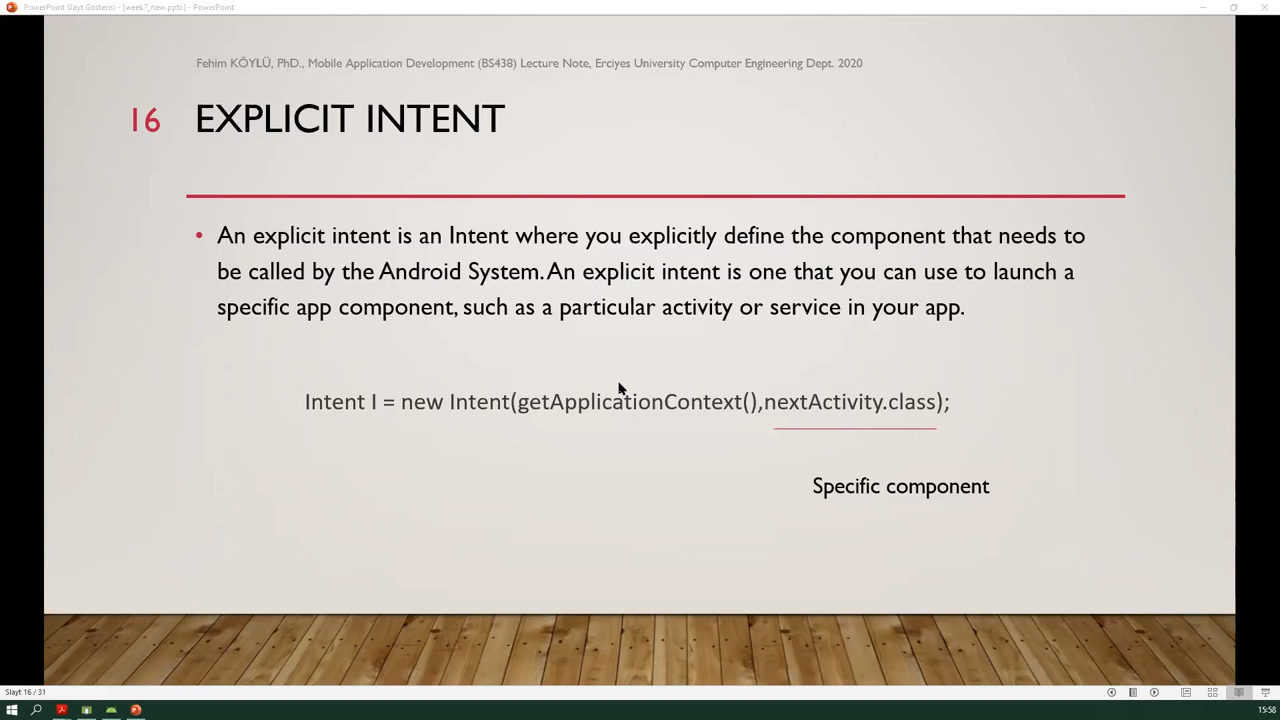 PowerPoint Slayt Gösterisi - [week7_new.pptx] - PowerPoint
Fehim KÖYLÜ, PhD., Mobile Application Development (BS438) Lecture Note, Erciyes University Computer Engineering Dept. 2020
16 EXPLICIT INTENT
• An explicit intent is an Intent where you explicitly define the component that needs to
be called by the Android System. An explicit intent is one that you can use to launch a
specific app component, such as a particular activity or service in your app.
Intent I = new Intent(getApplicationContext(),nextActivity.class);
Specific component
Slayt 16 / 31
15:58